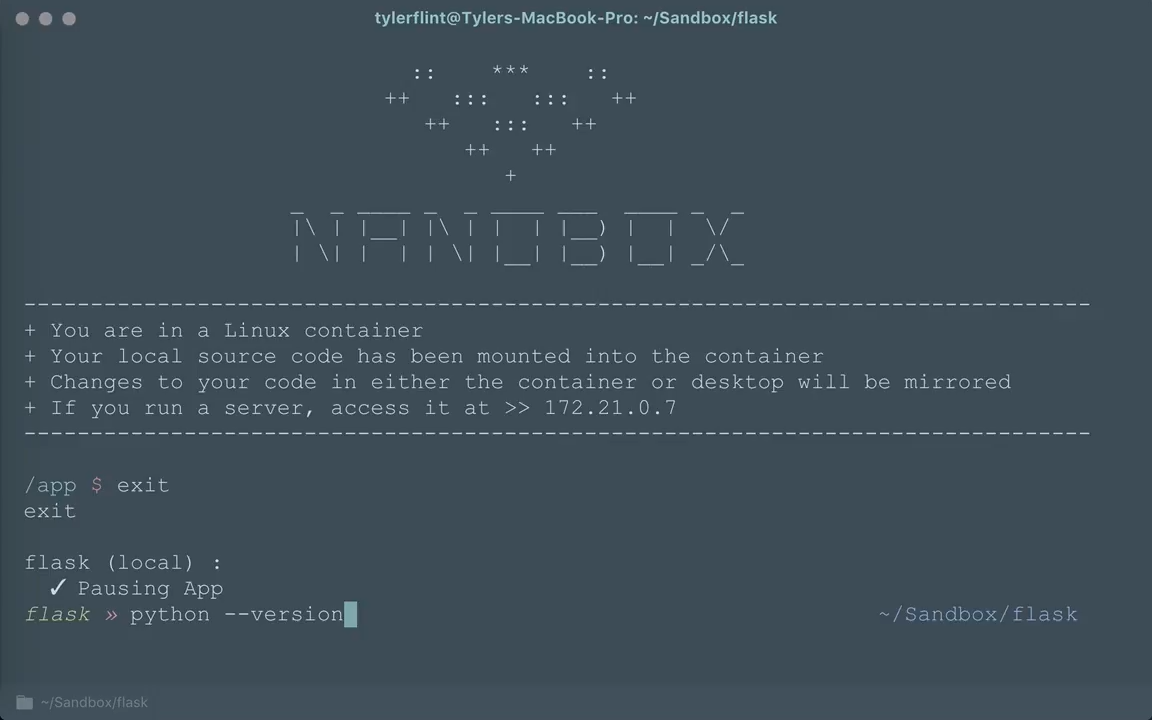 tylerflint@Tylers-MacBook-Pro: ~/Sandbox/flask
::     ***     ::
++   :::   :::   ++
++   :::   ++
++   ++
+
NANOBOX
--------------------------------------------------------------------------------
+ You are in a Linux container
+ Your local source code has been mounted into the container
+ Changes to your code in either the container or desktop will be mirrored
+ If you run a server, access it at >> 172.21.0.7
--------------------------------------------------------------------------------
/app $ exit
exit
flask (local) :
✓ Pausing App
flask » python --version ~/Sandbox/flask
~/Sandbox/flask